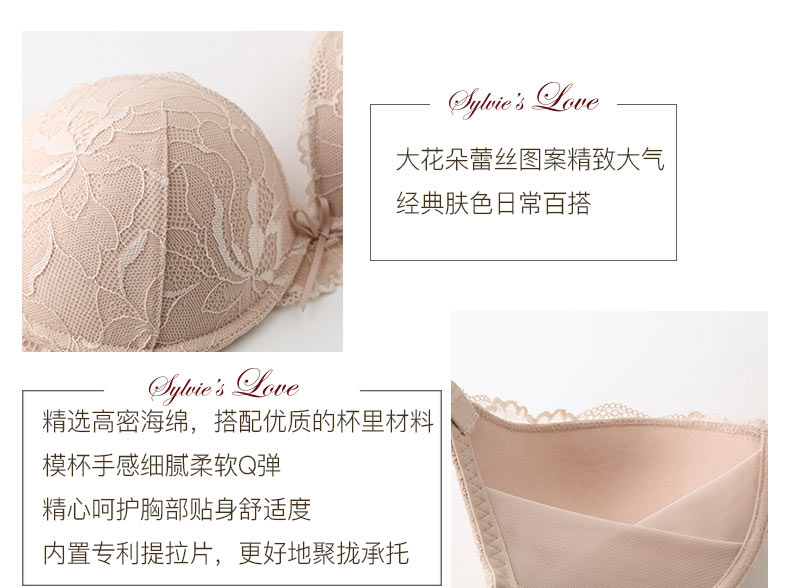 Sylvie's Love
大花朵蕾丝图案精致大气
经典肤色日常百搭
Sylvie's Love
精选高密海绵，搭配优质的杯里材料
模杯手感细腻柔软Q弹
精心呵护胸部贴身舒适度
内置专利提拉片，更好地聚拢承托